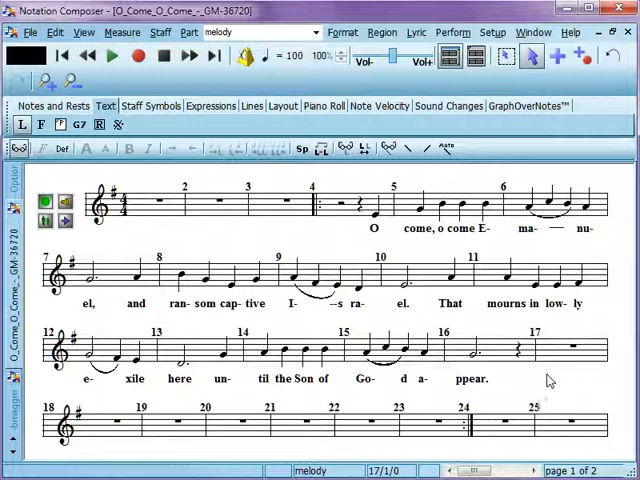 Notation Composer - [O_Come_O_Come_-_GM-36720]
File Edit View Staff Part melody Format Region Lyric Perform Setup Window Help
= 100 100% Vol- Vol+
Notes and Rests Text Staff Symbols Expressions Lines Layout Piano Roll Note Velocity Sound Changes GraphOverNotes™
L F P G7 R
Def A A B I Sp L-L L Auto
Option
O_Come_O_Come_-_GM-36720
2 3 4 5 6
O come, o come E- ma- — nu-
7 8 9 10 11
el, and ran- som cap- tive I- --s ra- el. That mourns in low- ly
12 13 14 15 16 17
e- xile here un- til the Son of Go- d a- ppear.
18 19 20 21 22 23 24 25
melody 17/1/0 page 1 of 2